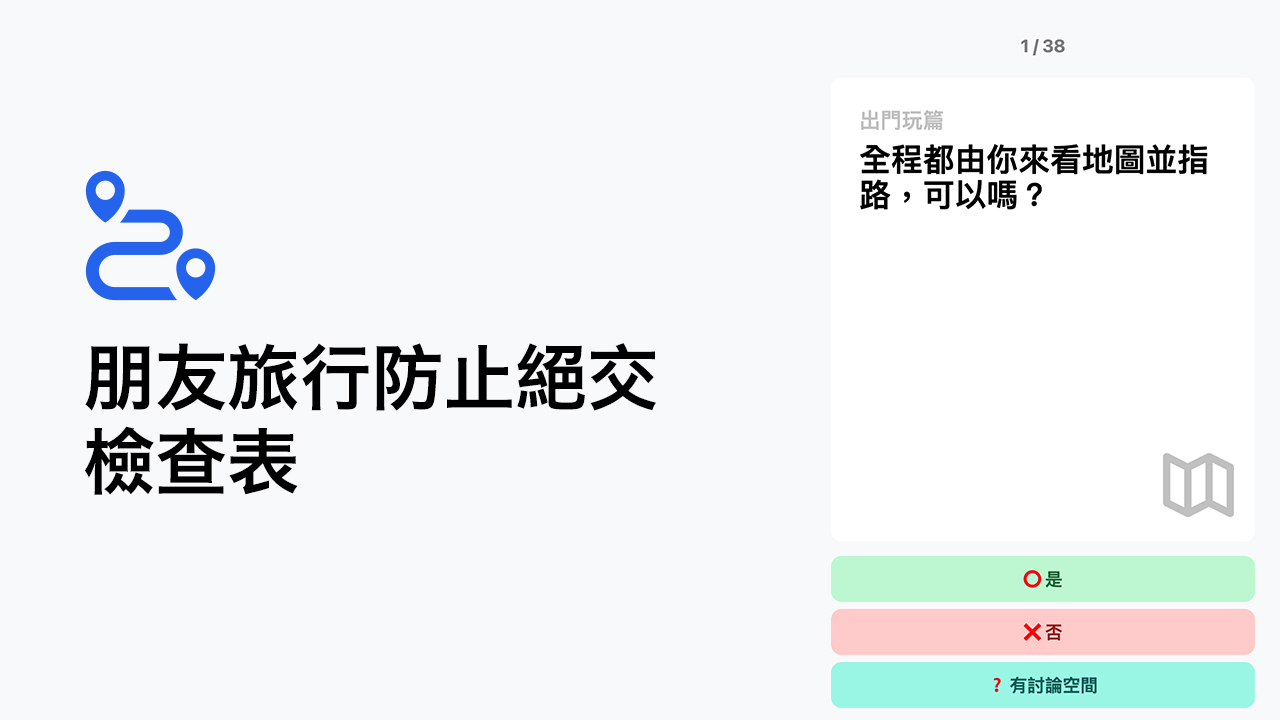 朋友旅行防止絕交
檢查表
1 / 38
出門玩篇
全程都由你來看地圖並指
路，可以嗎？
⭕ 是
❌ 否
❓ 有討論空間